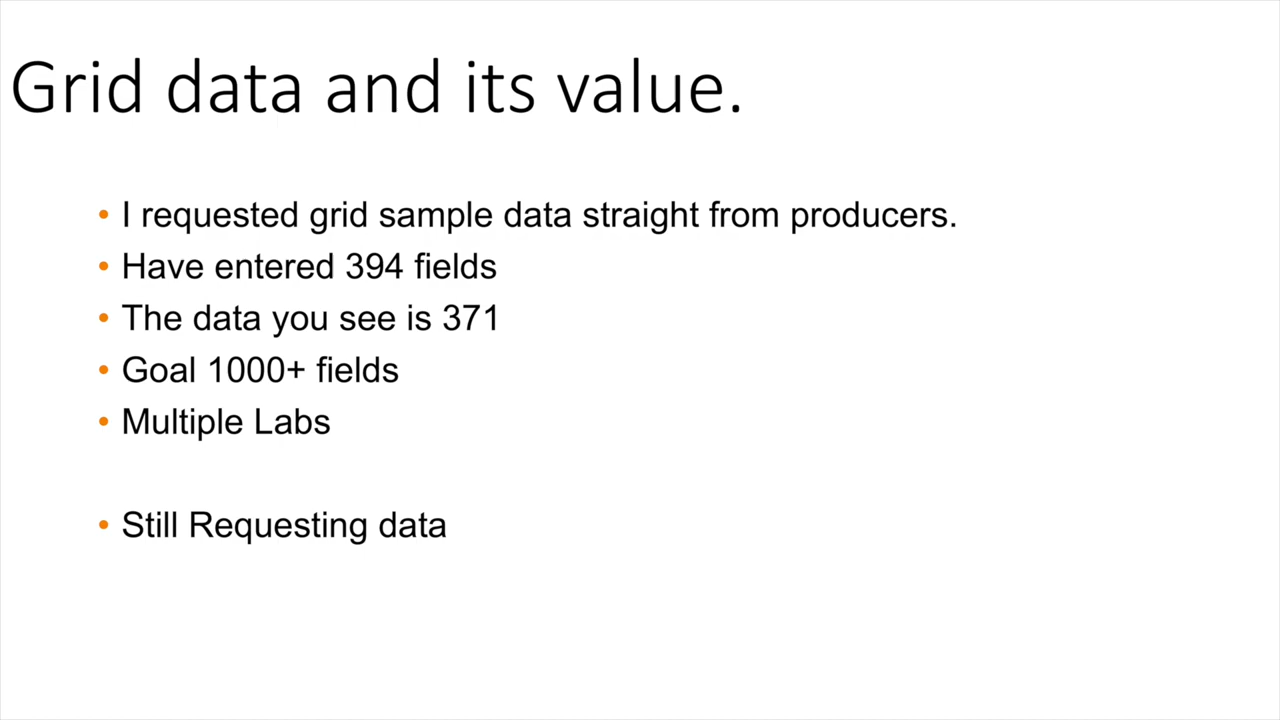 Grid data and its value.
• I requested grid sample data straight from producers.
• Have entered 394 fields
• The data you see is 371
• Goal 1000+ fields
• Multiple Labs
• Still Requesting data